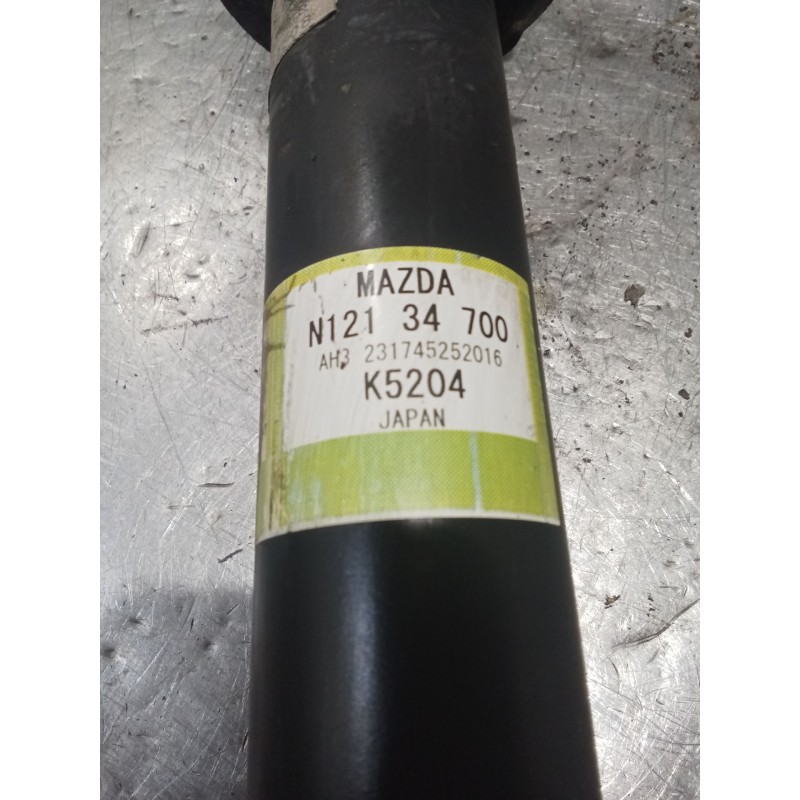 MAZDA
N121 34 700
AH3 231745252016
K5204
JAPAN